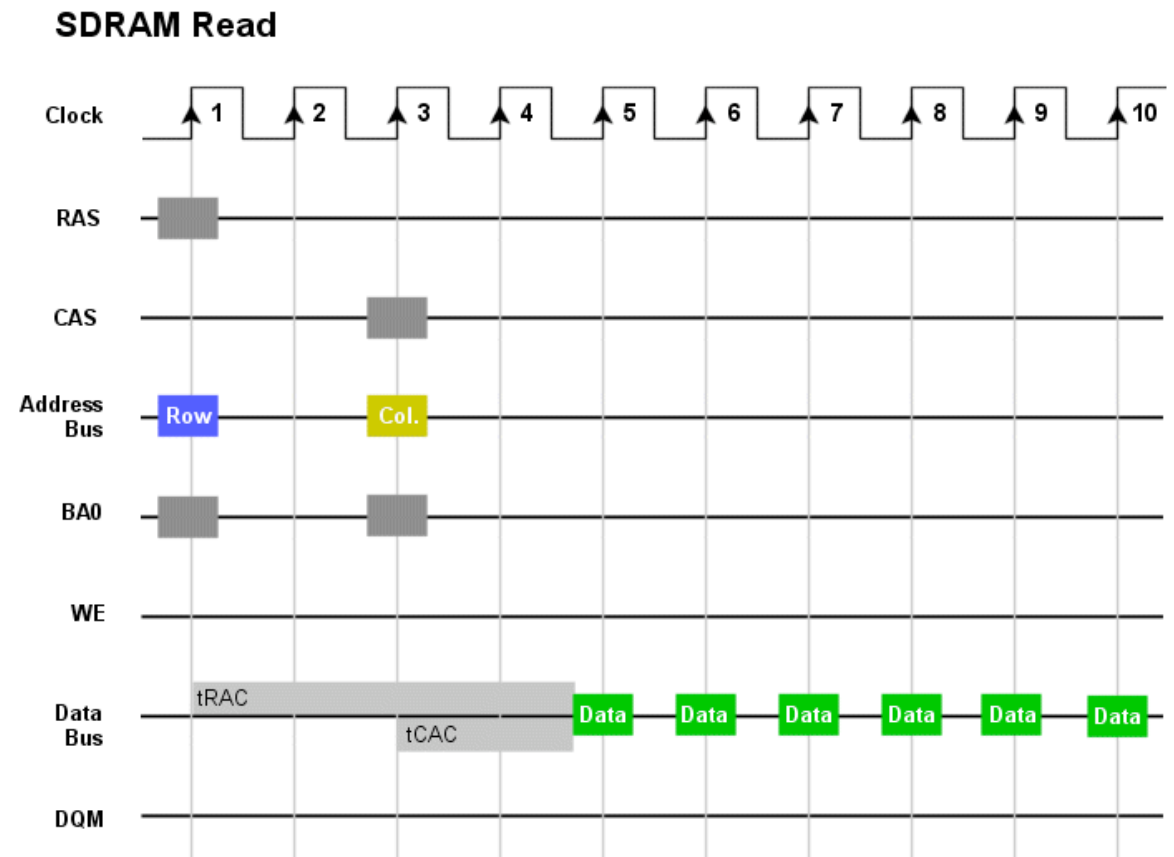 SDRAM Read
Clock 1 2 3 4 5 6 7 8 9 10
RAS
CAS
Address
Bus
Row Col.
BA0
WE
tRAC
Data
Bus
Data Data Data Data Data Data
tCAC
DQM